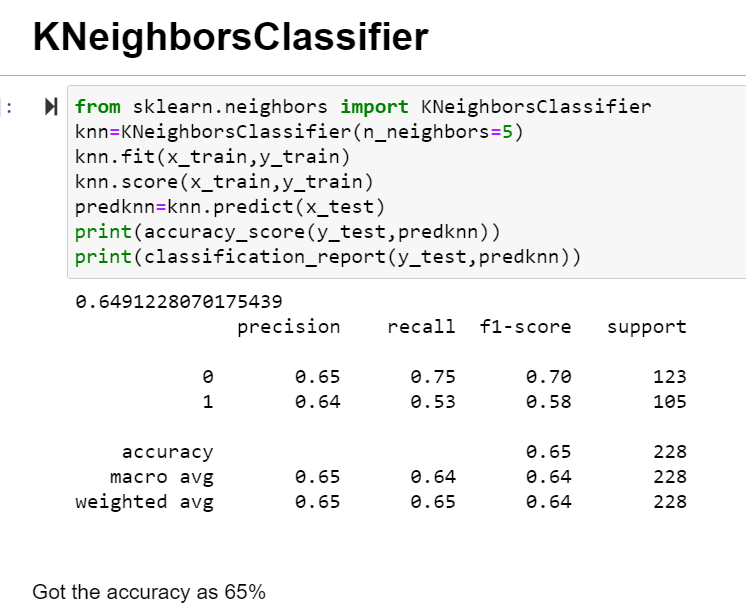 KNeighborsClassifier
]: from sklearn.neighbors import KNeighborsClassifier
knn=KNeighborsClassifier(n_neighbors=5)
knn.fit(x_train,y_train)
knn.score(x_train,y_train)
predknn=knn.predict(x_test)
print(accuracy_score(y_test,predknn))
print(classification_report(y_test,predknn))
0.6491228070175439
precision recall f1-score support
0 0.65 0.75 0.70 123
1 0.64 0.53 0.58 105
accuracy 0.65 228
macro avg 0.65 0.64 0.64 228
weighted avg 0.65 0.65 0.64 228
Got the accuracy as 65%